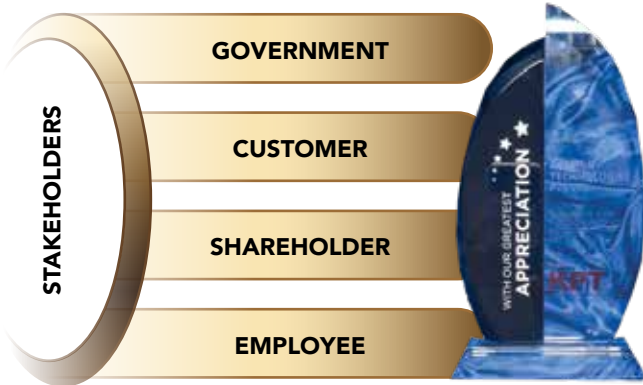 STAKEHOLDERS
GOVERNMENT
CUSTOMER
SHAREHOLDER
EMPLOYEE
WITH OUR GREATEST
APPRECIATION
KPT